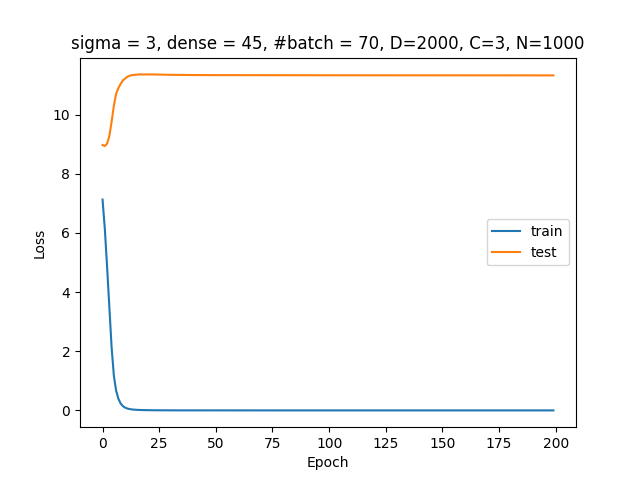 sigma = 3, dense = 45, #batch = 70, D=2000, C=3, N=1000
10
8
6
4
2
0
Loss
train
test
0 25 50 75 100 125 150 175 200
Epoch